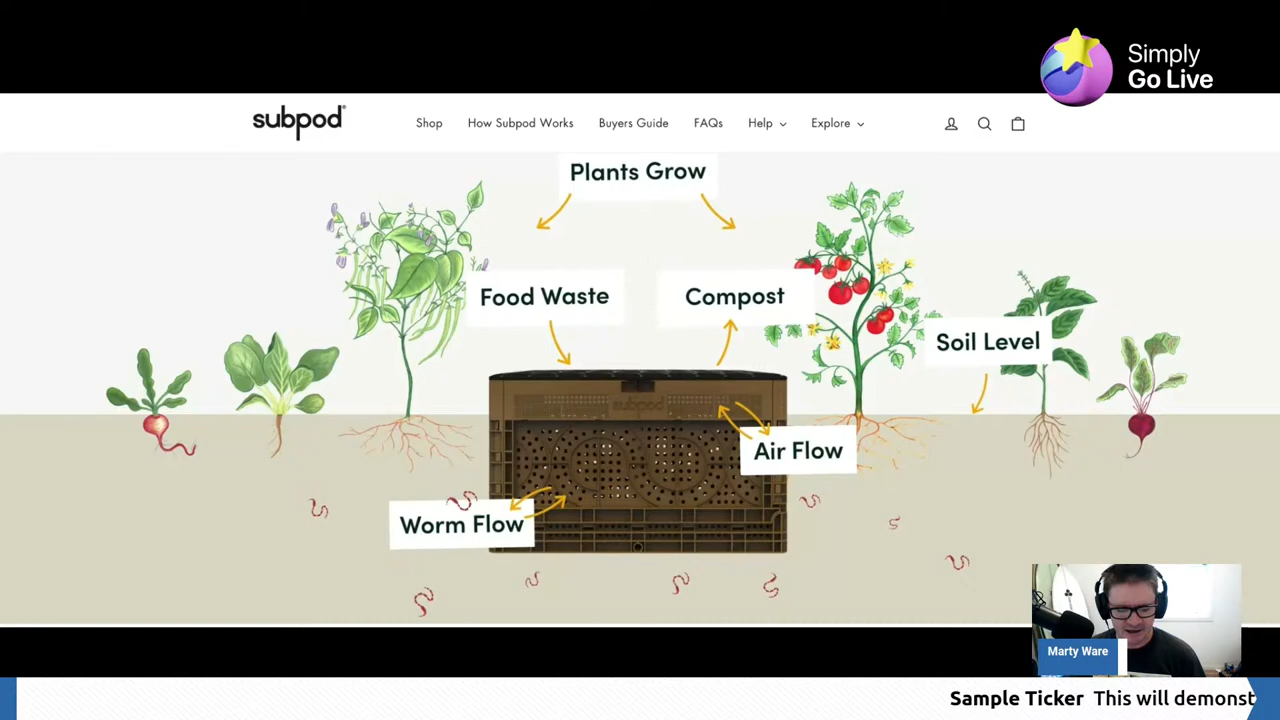 Simply
Go Live
subpod
Shop How Subpod Works Buyers Guide FAQs Help Explore
Plants Grow
Food Waste
Compost
Soil Level
subpod
Air Flow
Worm Flow
Marty Ware
Sample Ticker This will demonst